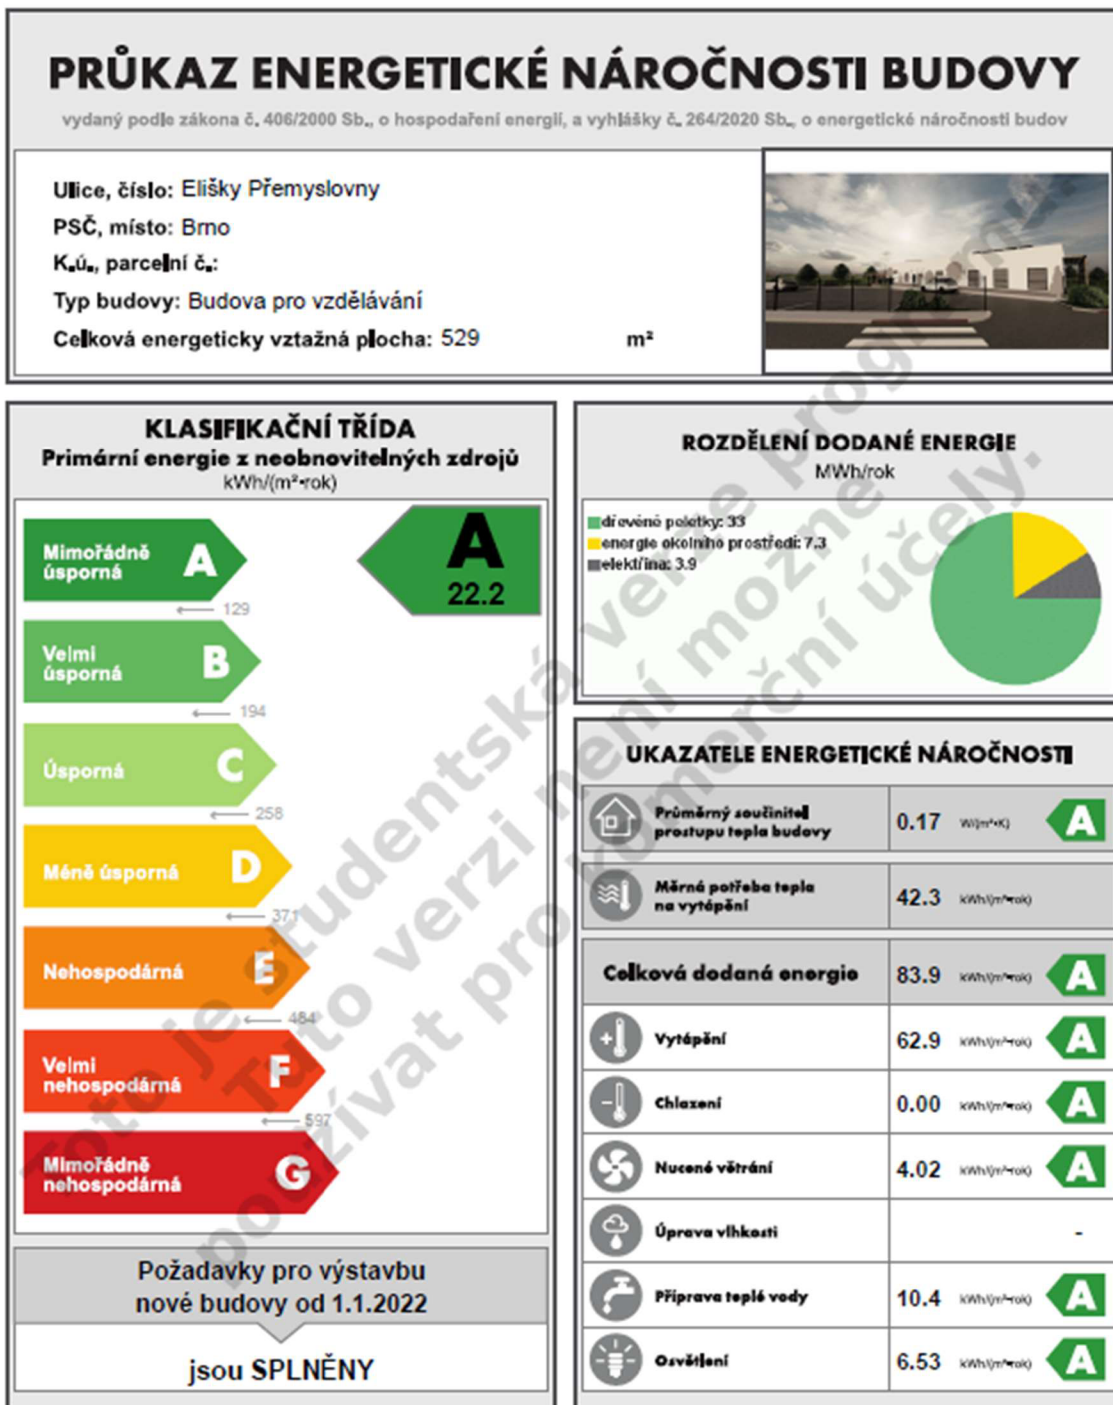 PRŮKAZ ENERGETICKÉ NÁROČNOSTI BUDOVY
vydaný podle zákona č. 406/2000 Sb., o hospodaření energií, a vyhlášky č. 264/2020 Sb., o energetické náročnosti budov
Ulice, číslo: Elišky Přemyslovny
PSČ, místo: Brno
K.ú., parcelní č.:
Typ budovy: Budova pro vzdělávání
Celková energeticky vztažná plocha: 529 m²
KLASIFIKAČNÍ TŘÍDA
Primární energie z neobnovitelných zdrojů
kWh/(m²•rok)
Mimořádně
úsporná A
129
Velmi
úsporná B
194
Úsporná C
258
Méně úsporná D
371
Nehospodárná E
484
Velmi
nehospodárná F
597
Mimořádně
nehospodárná G
A
22.2
Požadavky pro výstavbu
nové budovy od 1.1.2022
jsou SPLNĚNY
ROZDĚLENÍ DODANÉ ENERGIE
MWh/rok
dřevěné peletky: 33
energie okolního prostředí: 7.3
elektřina: 3.9
UKAZATELE ENERGETICKÉ NÁROČNOSTI
Průměrný součinitel
prostupu tepla budovy 0.17 W/(m²•K) A
Měrná potřeba tepla
na vytápění 42.3 kWh/(m²•rok)
Celková dodaná energie 83.9 kWh/(m²•rok) A
Vytápění 62.9 kWh/(m²•rok) A
Chlazení 0.00 kWh/(m²•rok) A
Nucené větrání 4.02 kWh/(m²•rok) A
Úprava vlhkosti -
Příprava teplé vody 10.4 kWh/(m²•rok) A
Osvětlení 6.53 kWh/(m²•rok) A
Toto je studentská verze programu.
Tuto verzi není možné
používat pro komerční účely.